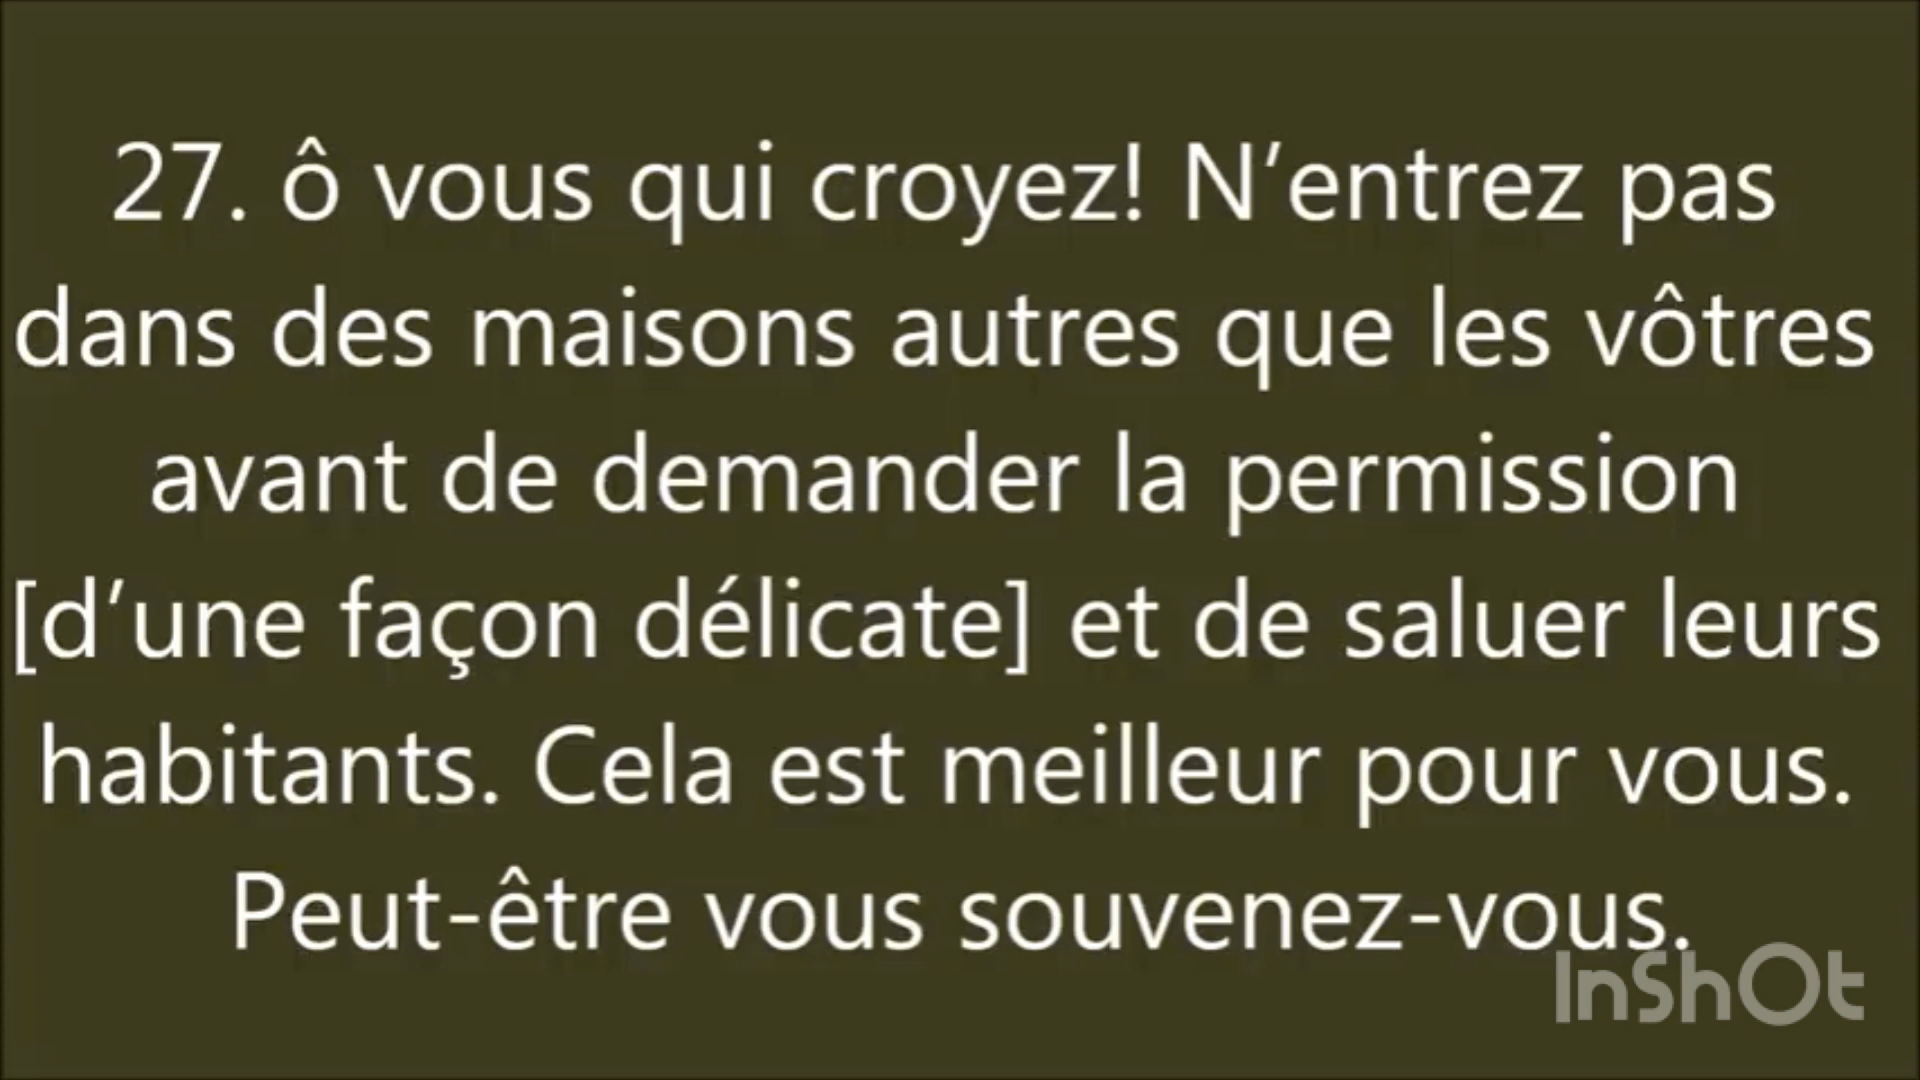 27. ô vous qui croyez! N’entrez pas
dans des maisons autres que les vôtres
avant de demander la permission
[d’une façon délicate] et de saluer leurs
habitants. Cela est meilleur pour vous.
Peut-être vous souvenez-vous.
InShOt